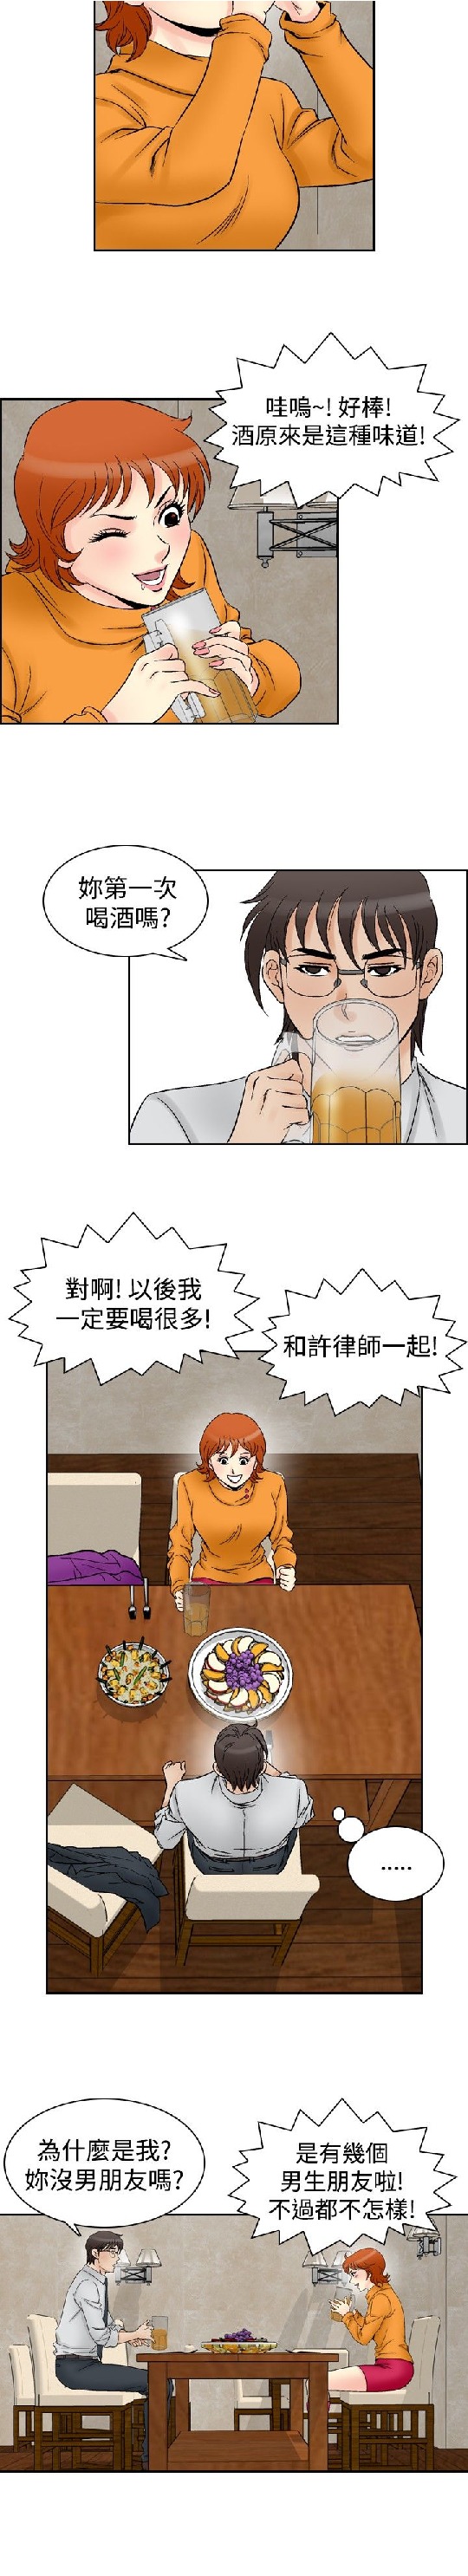 哇嗚~! 好棒!
酒原來是這種味道!
妳第一次
喝酒嗎?
對啊! 以後我
一定要喝很多!
和許律師一起!
.....
為什麼是我?
妳沒男朋友嗎?
是有幾個
男生朋友啦!
不過都不怎樣!